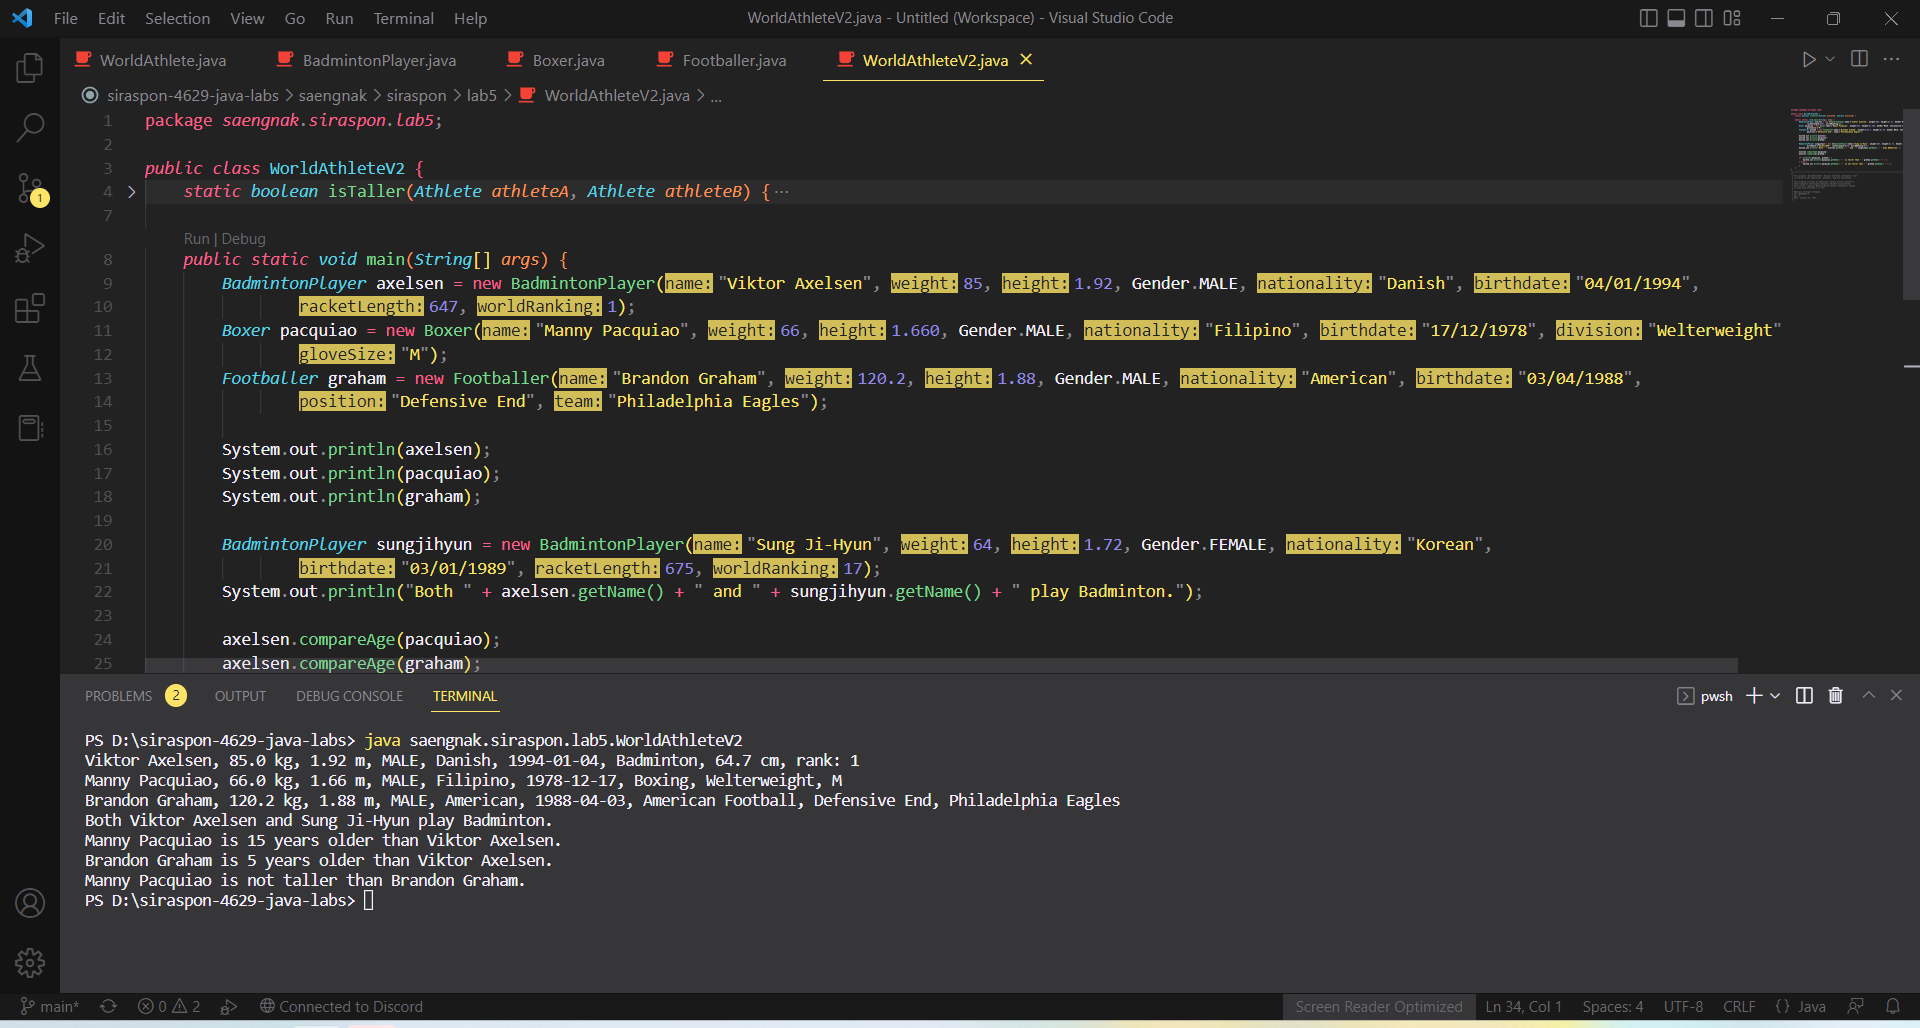 File Edit Selection View Go Run Terminal Help
WorldAthleteV2.java - Untitled (Workspace) - Visual Studio Code
WorldAthlete.java BadmintonPlayer.java Boxer.java Footballer.java WorldAthleteV2.java
siraspon-4629-java-labs > saengnak > siraspon > lab5 > WorldAthleteV2.java > ...
1 package saengnak.siraspon.lab5;
2
3 public class WorldAthleteV2 {
4 static boolean isTaller(Athlete athleteA, Athlete athleteB) { ...
7
Run | Debug
8 public static void main(String[] args) {
9 BadmintonPlayer axelsen = new BadmintonPlayer(name: "Viktor Axelsen", weight: 85, height: 1.92, Gender.MALE, nationality: "Danish", birthdate: "04/01/1994",
10 racketLength: 647, worldRanking: 1);
11 Boxer pacquiao = new Boxer(name: "Manny Pacquiao", weight: 66, height: 1.660, Gender.MALE, nationality: "Filipino", birthdate: "17/12/1978", division: "Welterweight"
12 gloveSize: "M");
13 Footballer graham = new Footballer(name: "Brandon Graham", weight: 120.2, height: 1.88, Gender.MALE, nationality: "American", birthdate: "03/04/1988",
14 position: "Defensive End", team: "Philadelphia Eagles");
15
16 System.out.println(axelsen);
17 System.out.println(pacquiao);
18 System.out.println(graham);
19
20 BadmintonPlayer sungjihyun = new BadmintonPlayer(name: "Sung Ji-Hyun", weight: 64, height: 1.72, Gender.FEMALE, nationality: "Korean",
21 birthdate: "03/01/1989", racketLength: 675, worldRanking: 17);
22 System.out.println("Both " + axelsen.getName() + " and " + sungjihyun.getName() + " play Badminton.");
23
24 axelsen.compareAge(pacquiao);
25 axelsen.compareAge(graham);
PROBLEMS 2 OUTPUT DEBUG CONSOLE TERMINAL
pwsh
PS D:\siraspon-4629-java-labs> java saengnak.siraspon.lab5.WorldAthleteV2
Viktor Axelsen, 85.0 kg, 1.92 m, MALE, Danish, 1994-01-04, Badminton, 64.7 cm, rank: 1
Manny Pacquiao, 66.0 kg, 1.66 m, MALE, Filipino, 1978-12-17, Boxing, Welterweight, M
Brandon Graham, 120.2 kg, 1.88 m, MALE, American, 1988-04-03, American Football, Defensive End, Philadelphia Eagles
Both Viktor Axelsen and Sung Ji-Hyun play Badminton.
Manny Pacquiao is 15 years older than Viktor Axelsen.
Brandon Graham is 5 years older than Viktor Axelsen.
Manny Pacquiao is not taller than Brandon Graham.
PS D:\siraspon-4629-java-labs>
1
main* 0 2 Connected to Discord
Screen Reader Optimized Ln 34, Col 1 Spaces: 4 UTF-8 CRLF {} Java